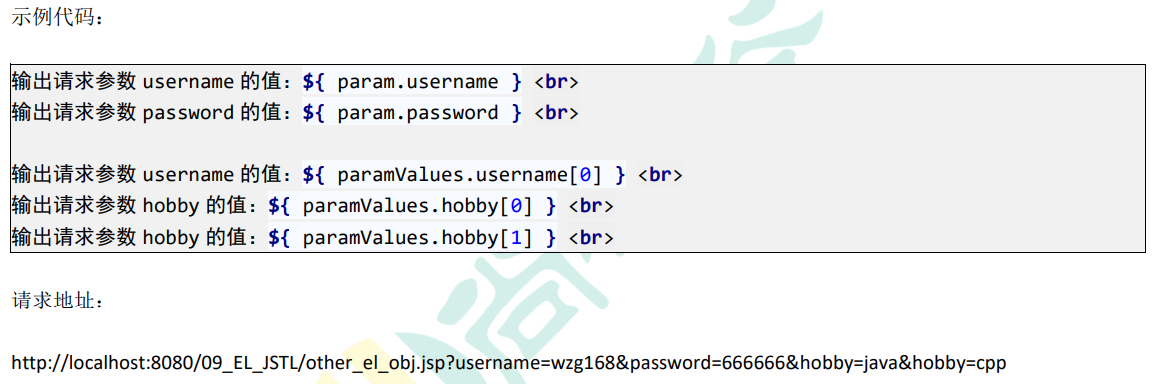 示例代码：
输出请求参数 username 的值：${ param.username } <br>
输出请求参数 password 的值：${ param.password } <br>
输出请求参数 username 的值：${ paramValues.username[0] } <br>
输出请求参数 hobby 的值：${ paramValues.hobby[0] } <br>
输出请求参数 hobby 的值：${ paramValues.hobby[1] } <br>
请求地址：
http://localhost:8080/09_EL_JSTL/other_el_obj.jsp?username=wzg168&password=666666&hobby=java&hobby=cpp